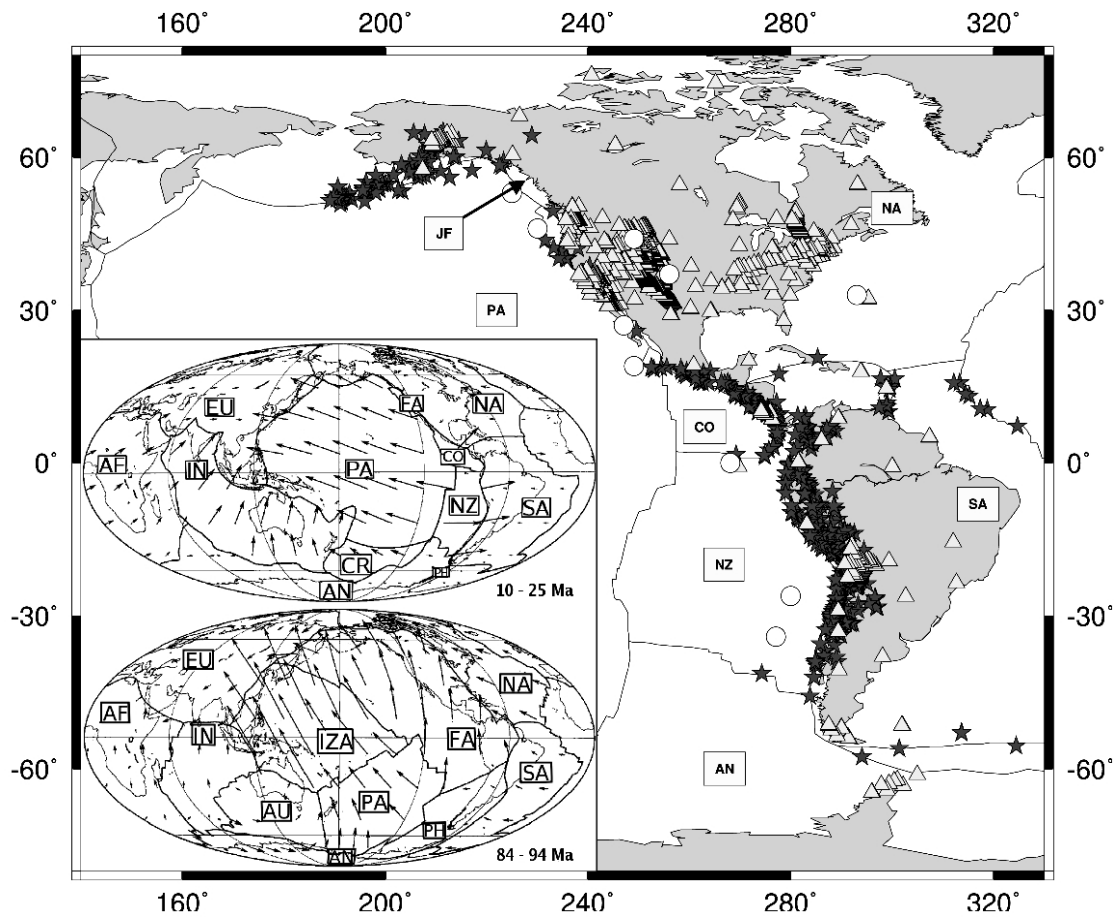 160° 200° 240° 280° 320°
60° 60°
NA
JF
30° PA 30°
EU FA NA
CO
0° AF IN PA CO 0°
NZ SA SA
NZ
CR PH
AN 10 - 25 Ma
-30° -30°
EU
NA
AF
IN IZA FA
SA
-60° AN -60°
AU PA
PH
AN 84 - 94 Ma
160° 200° 240° 280° 320°